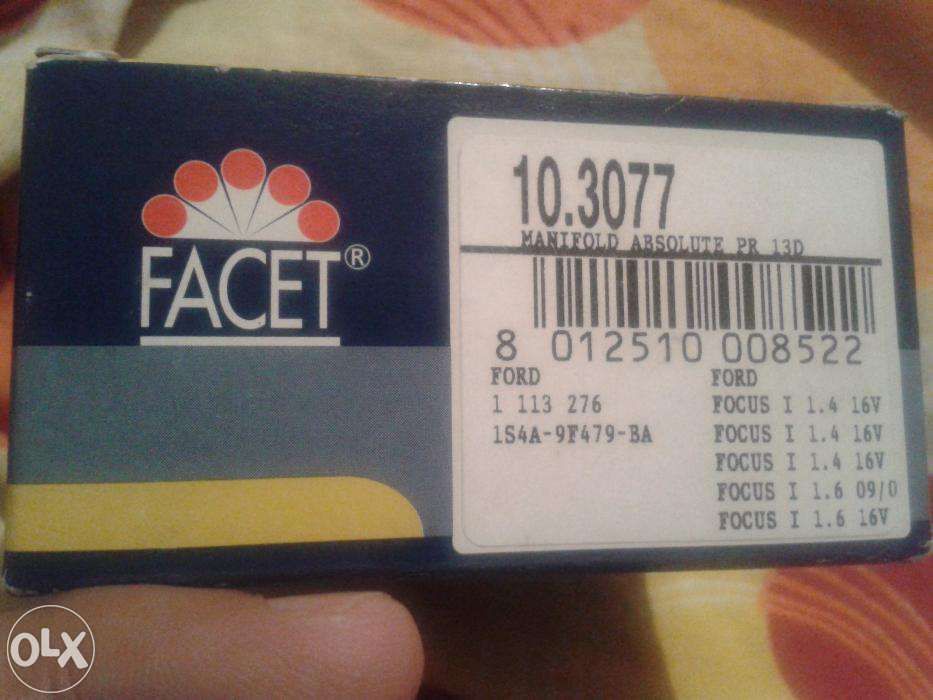 FACET®
10.3077
MANIFOLD ABSOLUTE PR 13D
8 012510 008522
FORD
1 113 276
1S4A-9F479-BA
FORD
FOCUS I 1.4 16V
FOCUS I 1.4 16V
FOCUS I 1.4 16V
FOCUS I 1.6 09/0
FOCUS I 1.6 16V
OLX